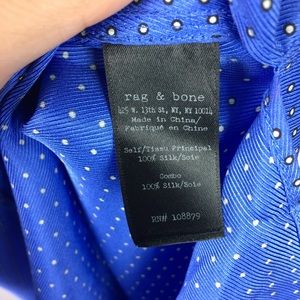 rag & bone
425 W. 13th St, NY, NY 10014
Made in China/
Fabriqué en Chine
Self/Tissu Principal
100% Silk/Soie
Combo
100% Silk/Soie
RN# 108879